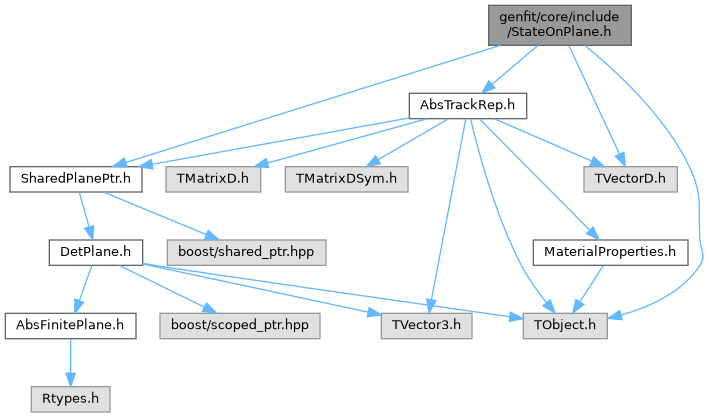 genfit/core/include
/StateOnPlane.h
AbsTrackRep.h
SharedPlanePtr.h
TMatrixD.h
TMatrixDSym.h
TVectorD.h
DetPlane.h
boost/shared_ptr.hpp
MaterialProperties.h
AbsFinitePlane.h
boost/scoped_ptr.hpp
TVector3.h
TObject.h
Rtypes.h